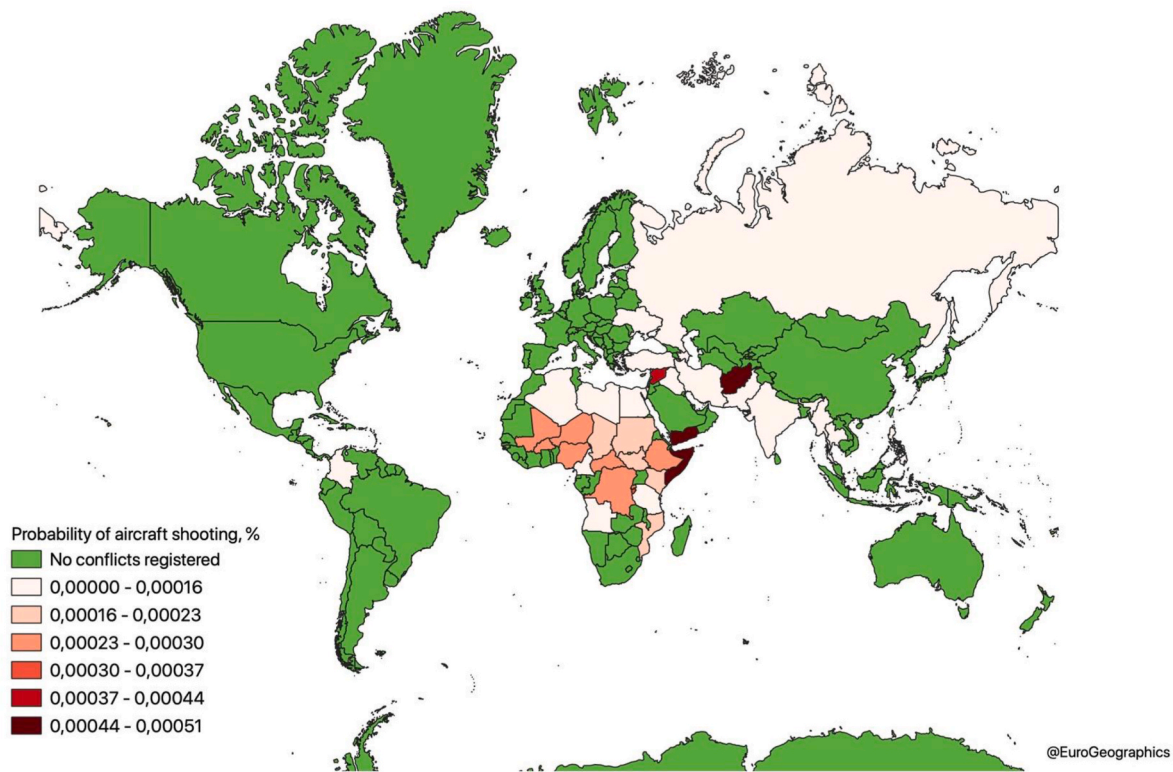 Probability of aircraft shooting, %
No conflicts registered
0,00000 - 0,00016
0,00016 - 0,00023
0,00023 - 0,00030
0,00030 - 0,00037
0,00037 - 0,00044
0,00044 - 0,00051
@EuroGeographics